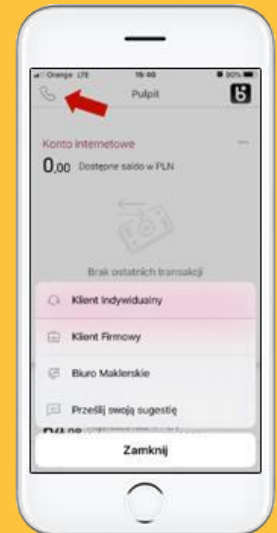 Orange LTE 16:40 80%
Pulpit
Konto internetowe
0,00 Dostępne saldo w PLN
Brak ostatnich transakcji
Klient Indywidualny
Klient Firmowy
Biuro Maklerskie
Prześlij swoją sugestię
Zamknij